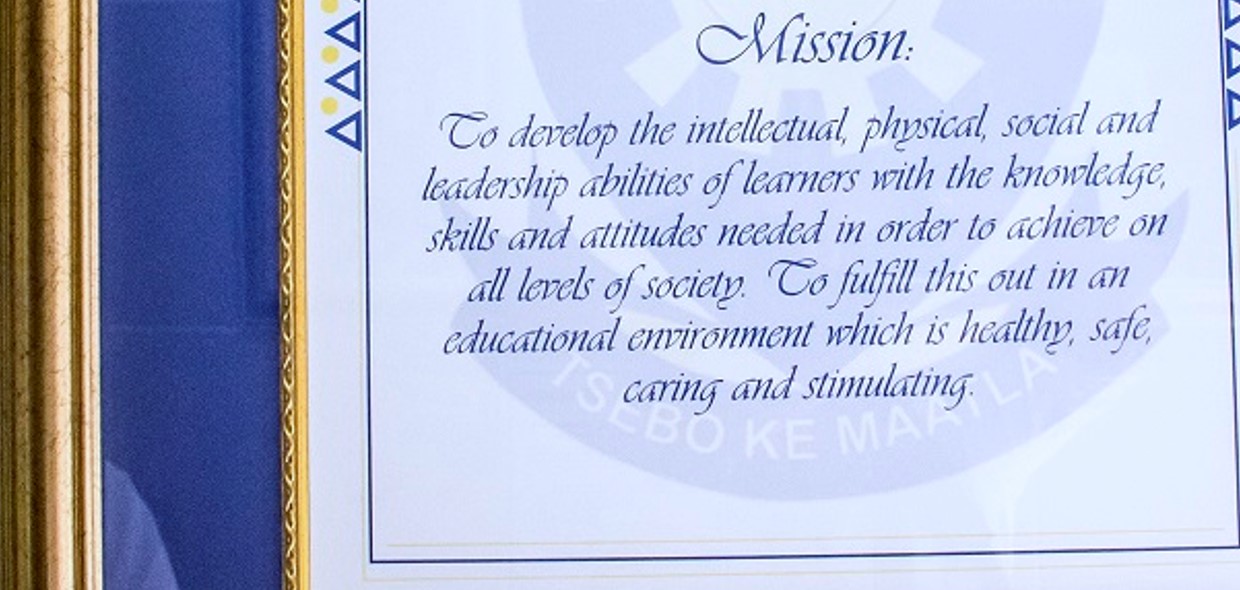 Mission:
To develop the intellectual, physical, social and
leadership abilities of learners with the knowledge,
skills and attitudes needed in order to achieve on
all levels of society. To fulfill this out in an
educational environment which is healthy, safe,
caring and stimulating.
TSEBO KE MAATLA